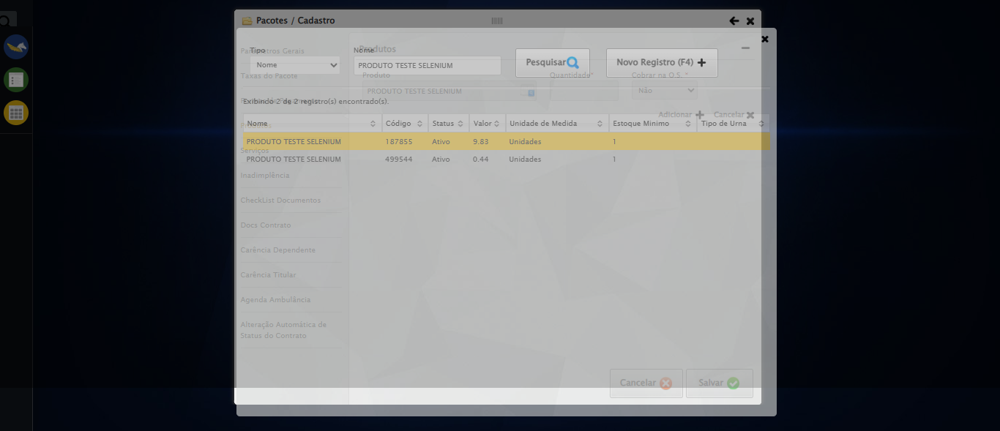 Pacotes / Cadastro
Parâmetros Gerais
Tipo
Nome
Produtos
Nome
PRODUTO TESTE SELENIUM
Pesquisar
Novo Registro (F4)
Taxas do Pacote
Produto
Quantidade*
Cobrar na O.S. *
PRODUTO TESTE SELENIUM
Não
Exibindo 2 de 2 registro(s) encontrado(s).
Adicionar
Cancelar
Nome Código Status Valor Unidade de Medida Estoque Minimo Tipo de Urna
PRODUTO TESTE SELENIUM 187855 Ativo 9.83 Unidades 1
Serviços
PRODUTO TESTE SELENIUM 499544 Ativo 0.44 Unidades 1
Inadimplência
CheckList Documentos
Docs Contrato
Carência Dependente
Carência Titular
Agenda Ambulância
Alteração Automática de
Status do Contrato
Cancelar
Salvar